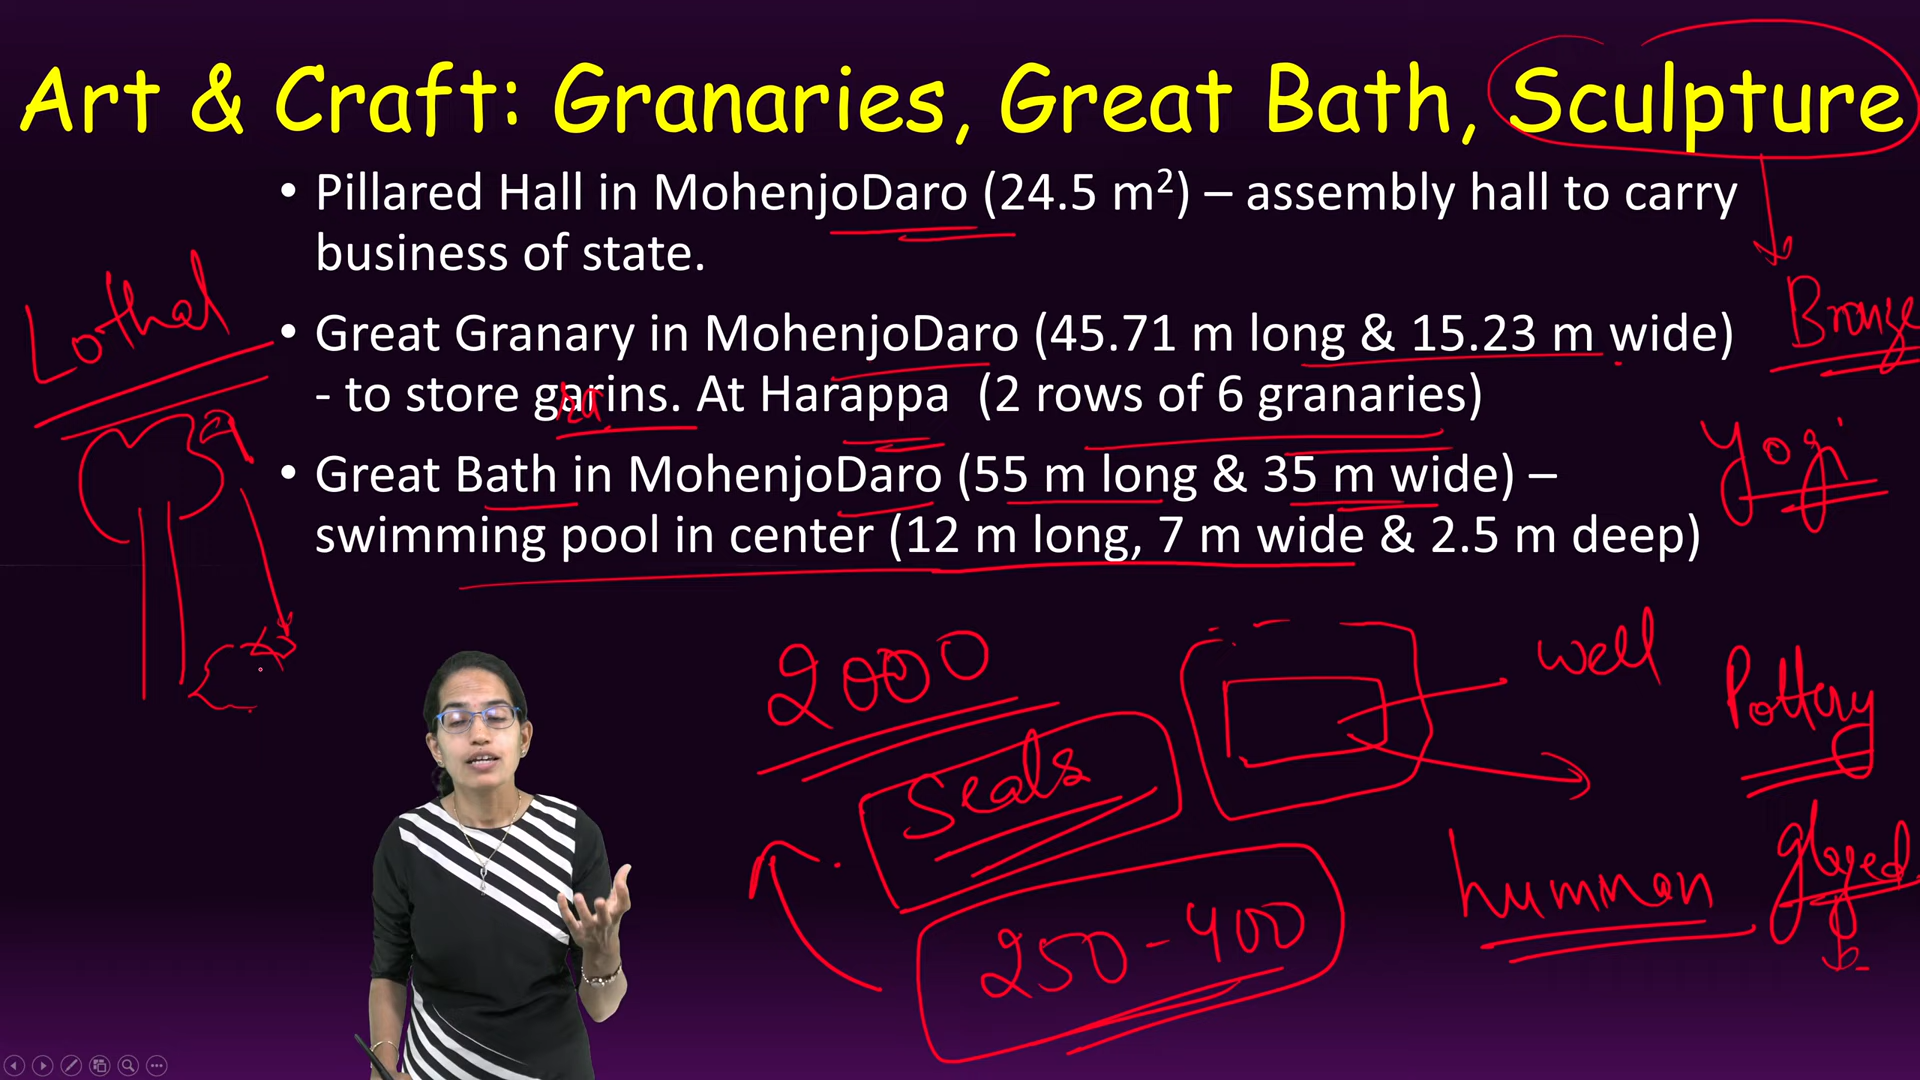 Art & Craft: Granaries, Great Bath, Sculpture
• Pillared Hall in MohenjoDaro (24.5 m²) – assembly hall to carry
business of state.
• Great Granary in MohenjoDaro (45.71 m long & 15.23 m wide)
- to store garins. At Harappa (2 rows of 6 granaries)
ra
• Great Bath in MohenjoDaro (55 m long & 35 m wide) –
swimming pool in center (12 m long, 7 m wide & 2.5 m deep)
Lothal
Bronze
Yogi
2000
well
Pottery
Seals
glazed
humman
250-400